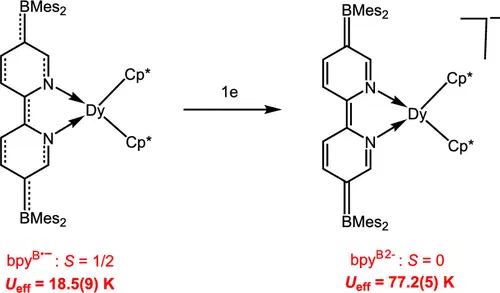 BMes2
BMes2
N
Cp*
Dy
N
Cp*
BMes2
1e
BMes2
N
Cp*
Dy
N
Cp*
BMes2
−
bpyB•−: S = 1/2
Ueff = 18.5(9) K
bpyB2-: S = 0
Ueff = 77.2(5) K